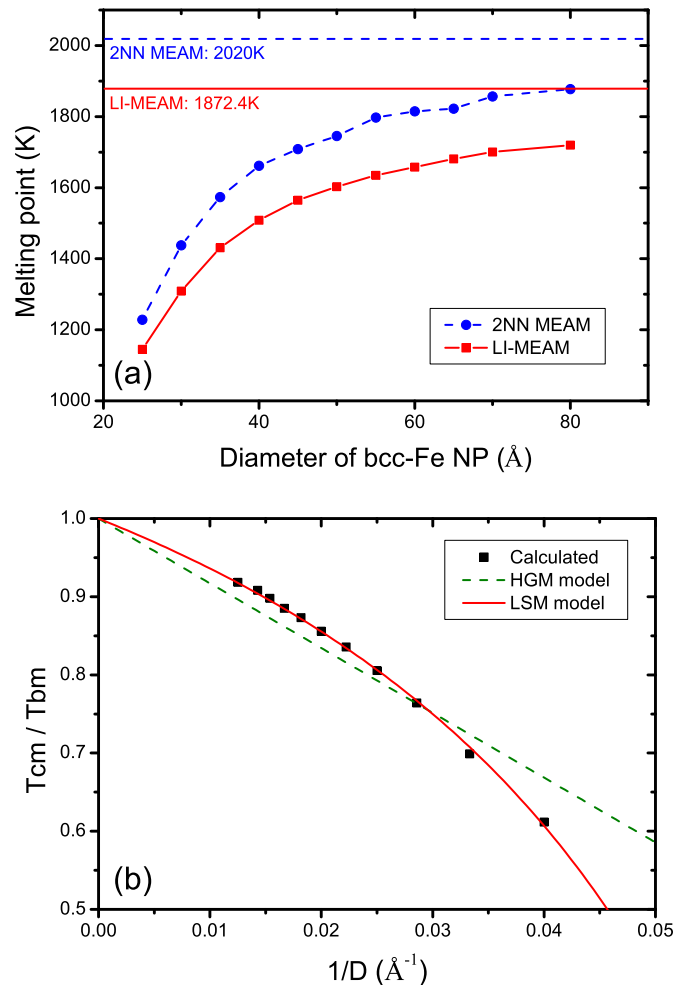 2000
1800
1600
1400
1200
1000
Melting point (K)
2NN MEAM: 2020K
LI-MEAM: 1872.4K
2NN MEAM
LI-MEAM
(a)
20
40
60
80
Diameter of bcc-Fe NP (Å)
1.0
0.9
0.8
0.7
0.6
0.5
Tcm / Tbm
Calculated
HGM model
LSM model
(b)
0.00
0.01
0.02
0.03
0.04
0.05
1/D (Å⁻¹)